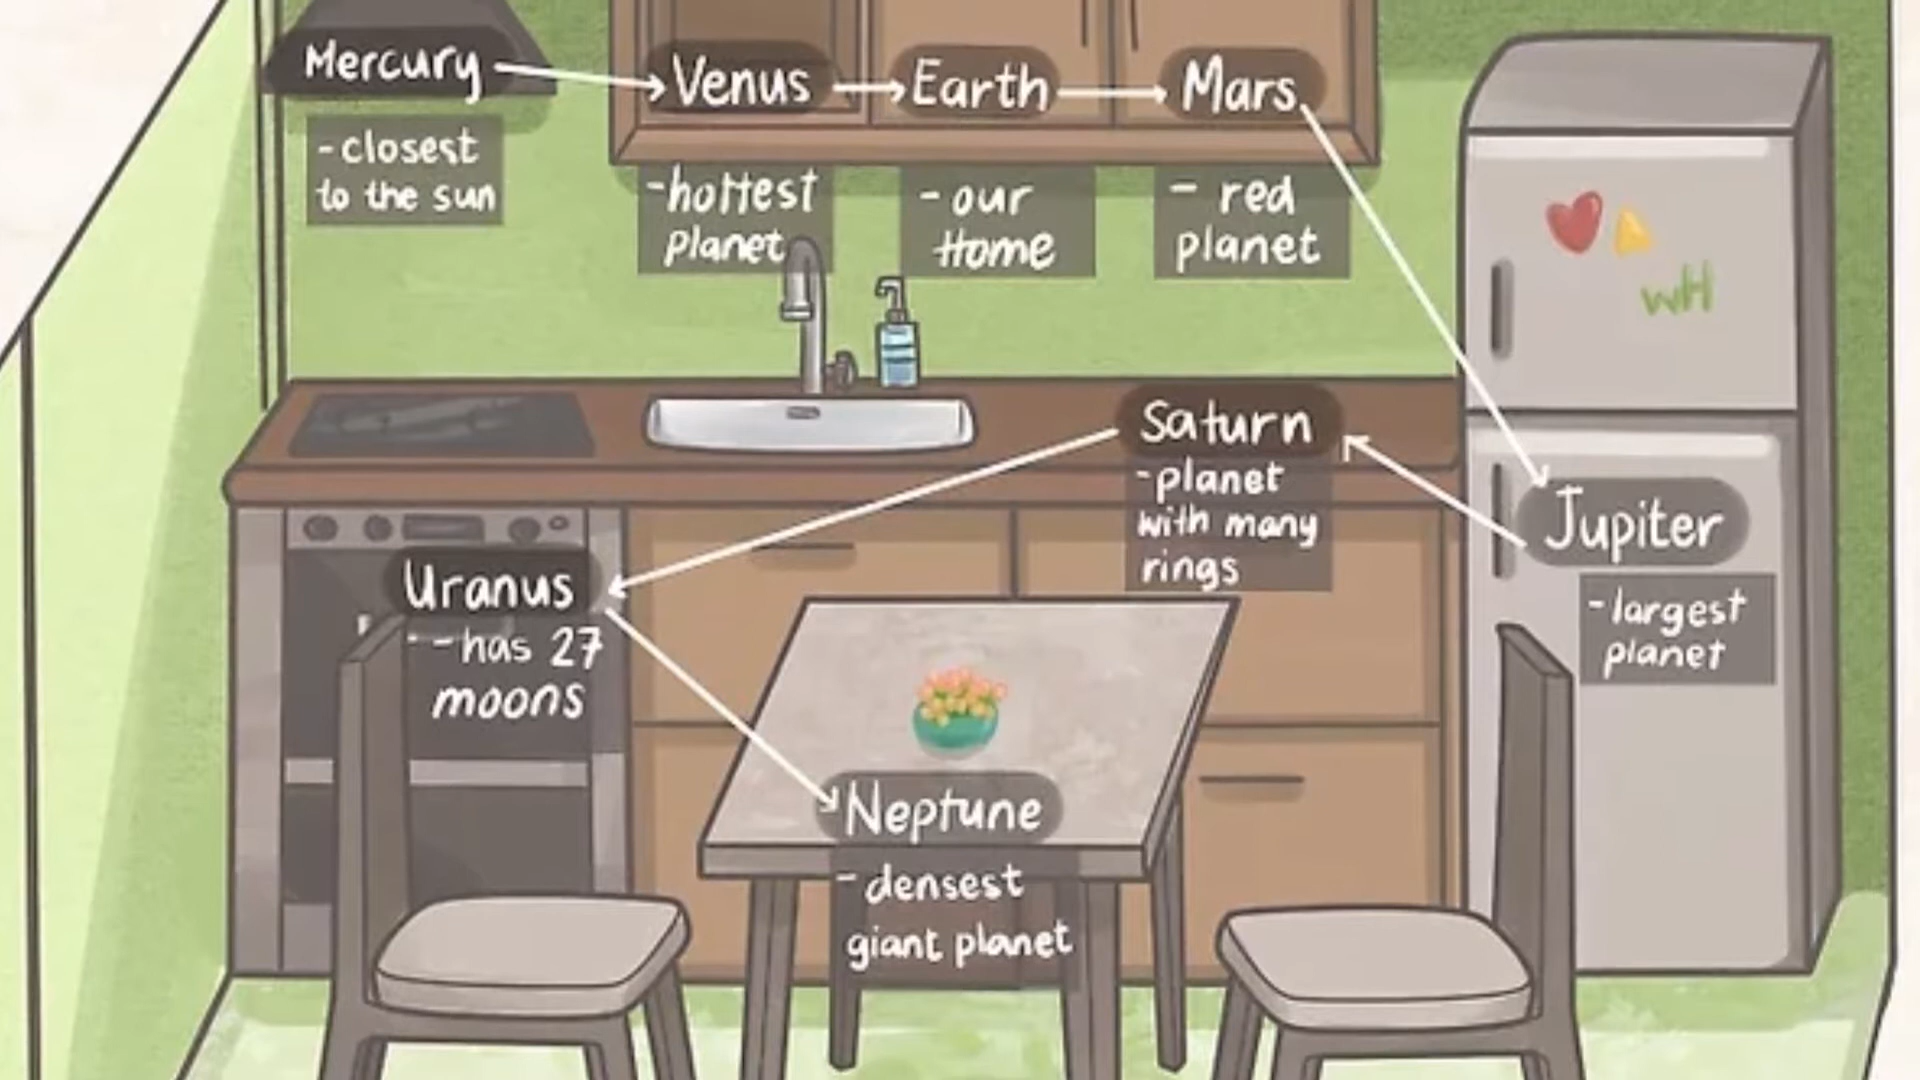 Mercury
- closest
to the sun
Venus
- hottest
planet
Earth
- our
Home
Mars
- red
planet
WH
Jupiter
- largest
planet
Saturn
- planet
with many
rings
Uranus
- has 27
moons
Neptune
- densest
giant planet